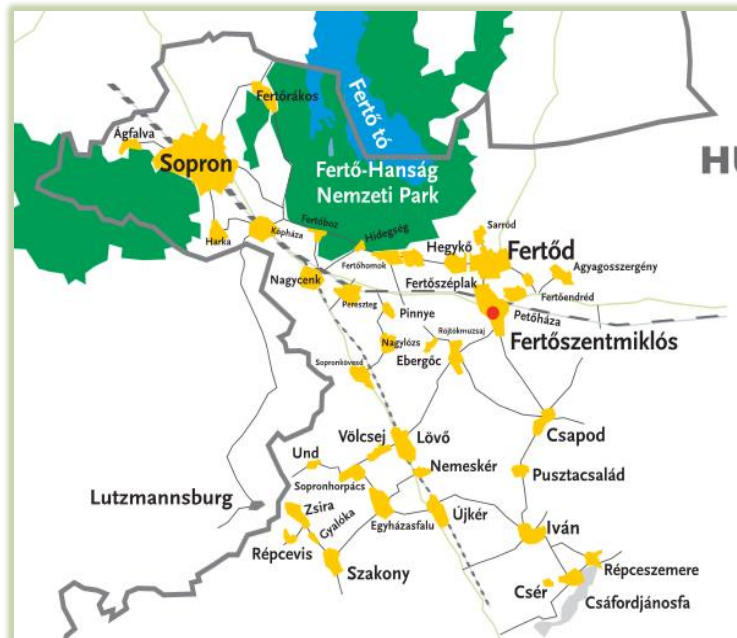 Fertő tó
Fertőrákos
Ágfalva
Sopron
Fertő-Hanság
Nemzeti Park
HU
Fertőboz
Sarród
Kópháza
Harka
Hidegség
Hegykő
Fertőd
Fertőhomok
Agyagosszergény
Nagycenk
Fertőszéplak
Fertőendréd
Pereszteg
Pinnye
Petőháza
Röjtökmuzsaj
Fertőszentmiklós
Nagylózs
Ebergőc
Sopronkövesd
Csapod
Völcsej
Lövő
Und
Nemeskér
Pusztacsalád
Sopronhorpács
Lutzmannsburg
Zsira
Gyalóka
Egyházasfalu
Újkér
Iván
Répcevis
Szakony
Répceszemere
Csér
Csáfordjánosfa